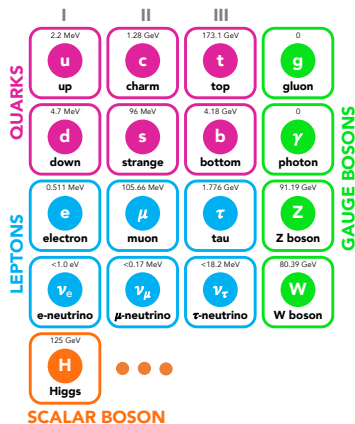 I II III
QUARKS
2.2 MeV 1.28 GeV 173.1 GeV 0
u c t g
up charm top gluon
4.7 MeV 96 MeV 4.18 GeV 0
d s b γ
down strange bottom photon
GAUGE BOSONS
LEPTONS
0.511 MeV 105.66 MeV 1.776 GeV 91.19 GeV
e μ τ Z
electron muon tau Z boson
<1.0 eV <0.17 MeV <18.2 MeV 80.39 GeV
νe νμ ντ W
e-neutrino μ-neutrino τ-neutrino W boson
125 GeV
H
Higgs
SCALAR BOSON